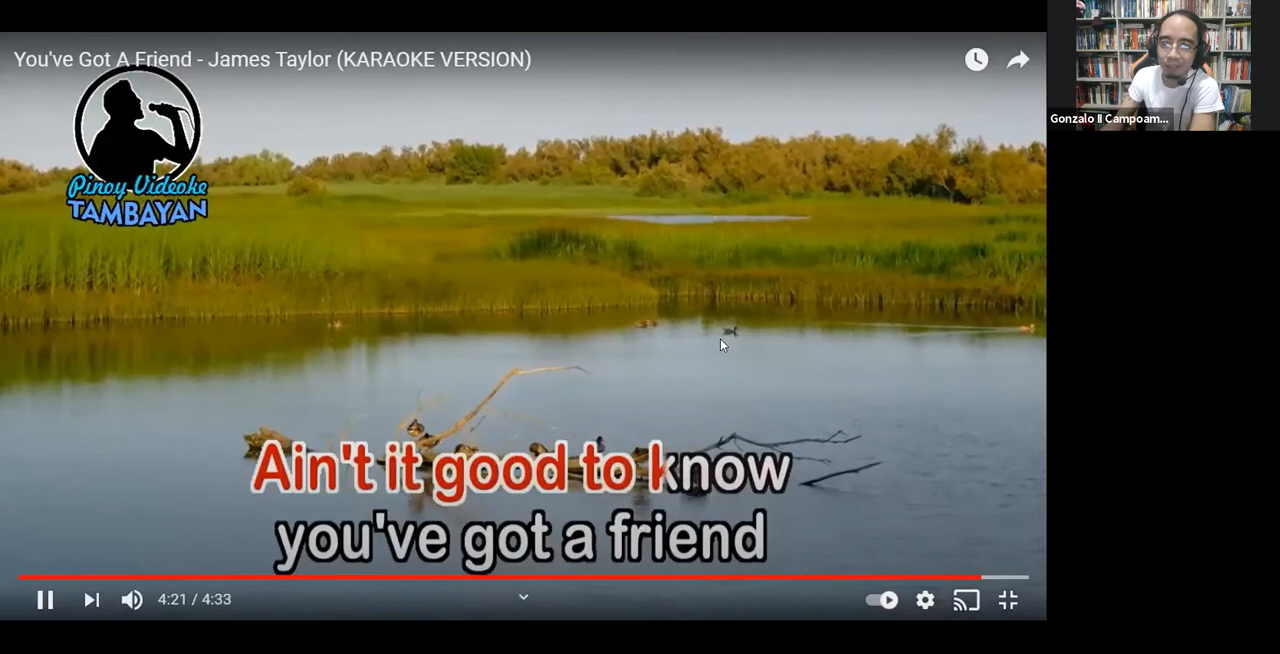 You've Got A Friend - James Taylor (KARAOKE VERSION)
Pinoy Videoke
TAMBAYAN
Gonzalo II Campoam...
Ain't it good to know
you've got a friend
4:21 / 4:33